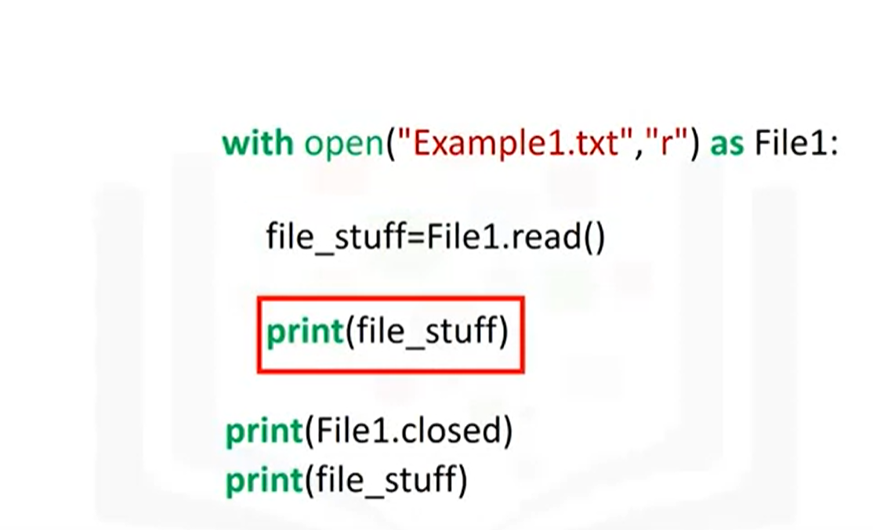 with open("Example1.txt","r") as File1:
file_stuff=File1.read()
print(file_stuff)
print(File1.closed)
print(file_stuff)